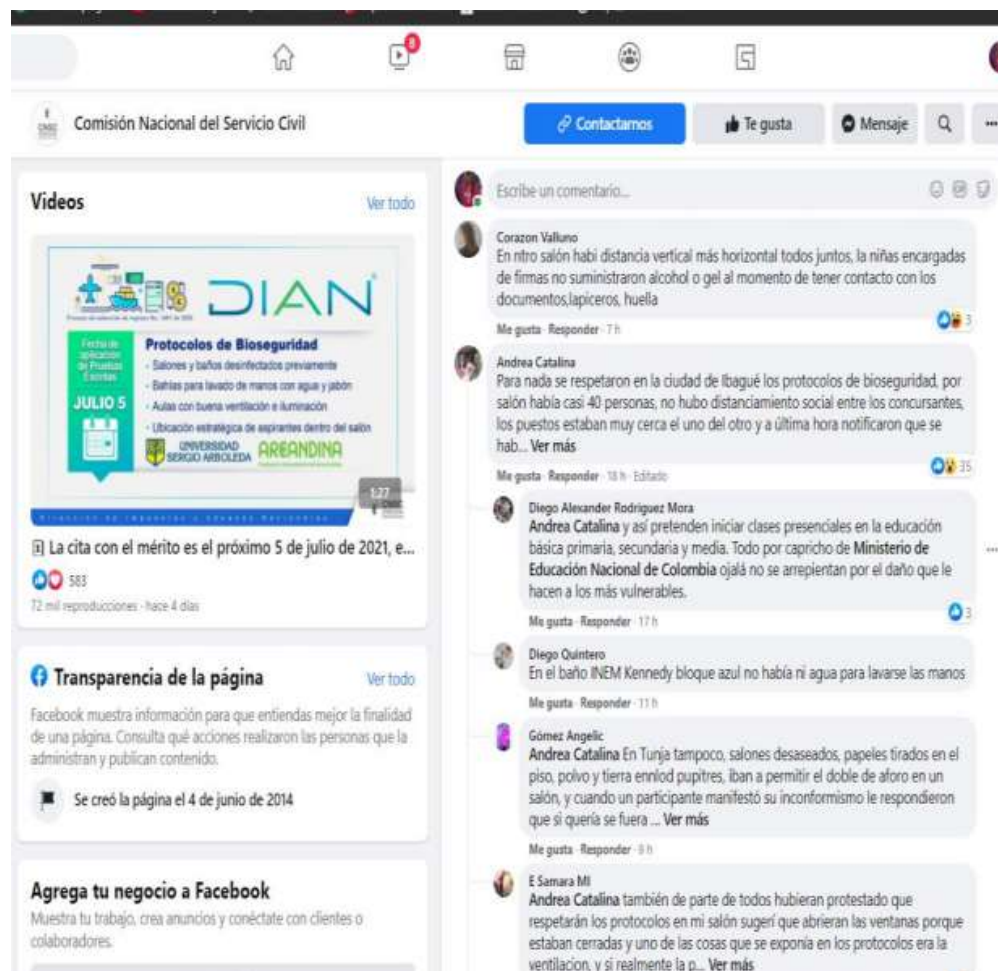 8
CNSC
Comisión Nacional del Servicio Civil
Contactarnos
Te gusta
Mensaje
Videos
Ver todo
DIAN
Fecha de
aplicación
de Pruebas
Escritas
JULIO 5
Protocolos de Bioseguridad
- Salones y baños desinfectados previamente
- Bahías para lavado de manos con agua y jabón
- Aulas con buena ventilación e iluminación
- Ubicación estratégica de aspirantes dentro del salón
UNIVERSIDAD
SERGIO ARBOLEDA
AREANDINA
1:27
La cita con el mérito es el próximo 5 de julio de 2021, e...
583
72 mil reproducciones · hace 4 días
Transparencia de la página
Ver todo
Facebook muestra información para que entiendas mejor la finalidad
de una página. Consulta qué acciones realizaron las personas que la
administran y publican contenido.
Se creó la página el 4 de junio de 2014
Agrega tu negocio a Facebook
Muestra tu trabajo, crea anuncios y conéctate con clientes o
colaboradores.
Escribe un comentario...
Corazon Valluno
En ntro salón habi distancia vertical más horizontal todos juntos, la niñas encargadas
de firmas no suministraron alcohol o gel al momento de tener contacto con los
documentos,lapiceros, huella
Me gusta · Responder · 7 h
3
Andrea Catalina
Para nada se respetaron en la ciudad de Ibagué los protocolos de bioseguridad, por
salón había casi 40 personas, no hubo distanciamiento social entre los concursantes,
los puestos estaban muy cerca el uno del otro y a última hora notificaron que se
hab... Ver más
Me gusta · Responder · 18 h · Editado
35
Diego Alexander Rodriguez Mora
Andrea Catalina y así pretenden iniciar clases presenciales en la educación
básica primaria, secundaria y media. Todo por capricho de Ministerio de
Educación Nacional de Colombia ojalá no se arrepientan por el daño que le
hacen a los más vulnerables.
Me gusta · Responder · 17 h
3
Diego Quintero
En el baño INEM Kennedy bloque azul no había ni agua para lavarse las manos
Me gusta · Responder · 11 h
Gómez Angelic
Andrea Catalina En Tunja tampoco, salones desaseados, papeles tirados en el
piso, polvo y tierra ennlod pupitres, iban a permitir el doble de aforo en un
salón, y cuando un participante manifestó su inconformismo le respondieron
que si quería se fuera ... Ver más
Me gusta · Responder · 9 h
E Samara Ml
Andrea Catalina también de parte de todos hubieran protestado que
respetarán los protocolos en mi salón sugerí que abrieran las ventanas porque
estaban cerradas y uno de las cosas que se exponía en los protocolos era la
ventilacion, y si realmente la p... Ver más